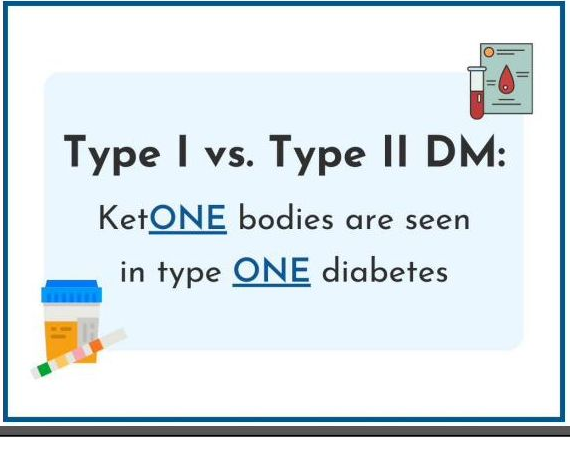 Type I vs. Type II DM:
KetONE bodies are seen
in type ONE diabetes